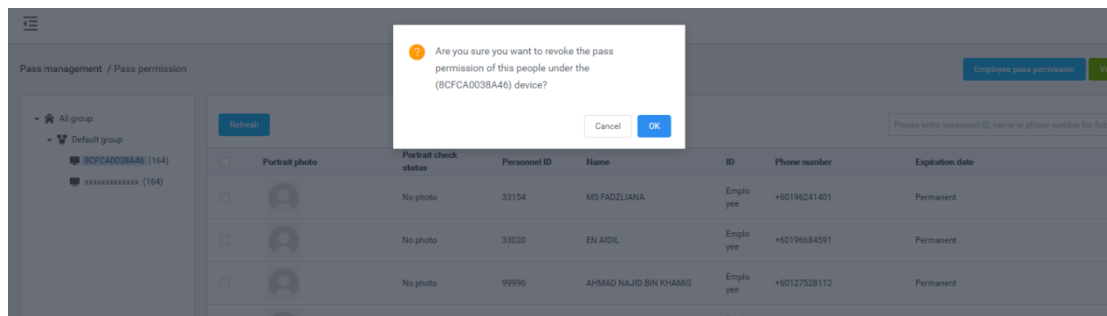 Are you sure you want to revoke the pass
permission of this people under the
(8CFCA0038A46) device?
Cancel OK
Pass management / Pass permission
Employee pass permission
All group
Default group
8CFCA0038A46 (164)
xxxxxxxxxxxxx (164)
Refresh
Please enter personnel ID, name or phone number for fuz
Portrait photo Portrait check status Personnel ID Name ID Phone number Expiration date
No photo 33154 MS FADZLIANA Emplo yee +60196241401 Permanent
No photo 33020 EN AIDIL Emplo yee +60196684591 Permanent
No photo 99996 AHMAD NAJID BIN KHAMIS Emplo yee +60127528112 Permanent